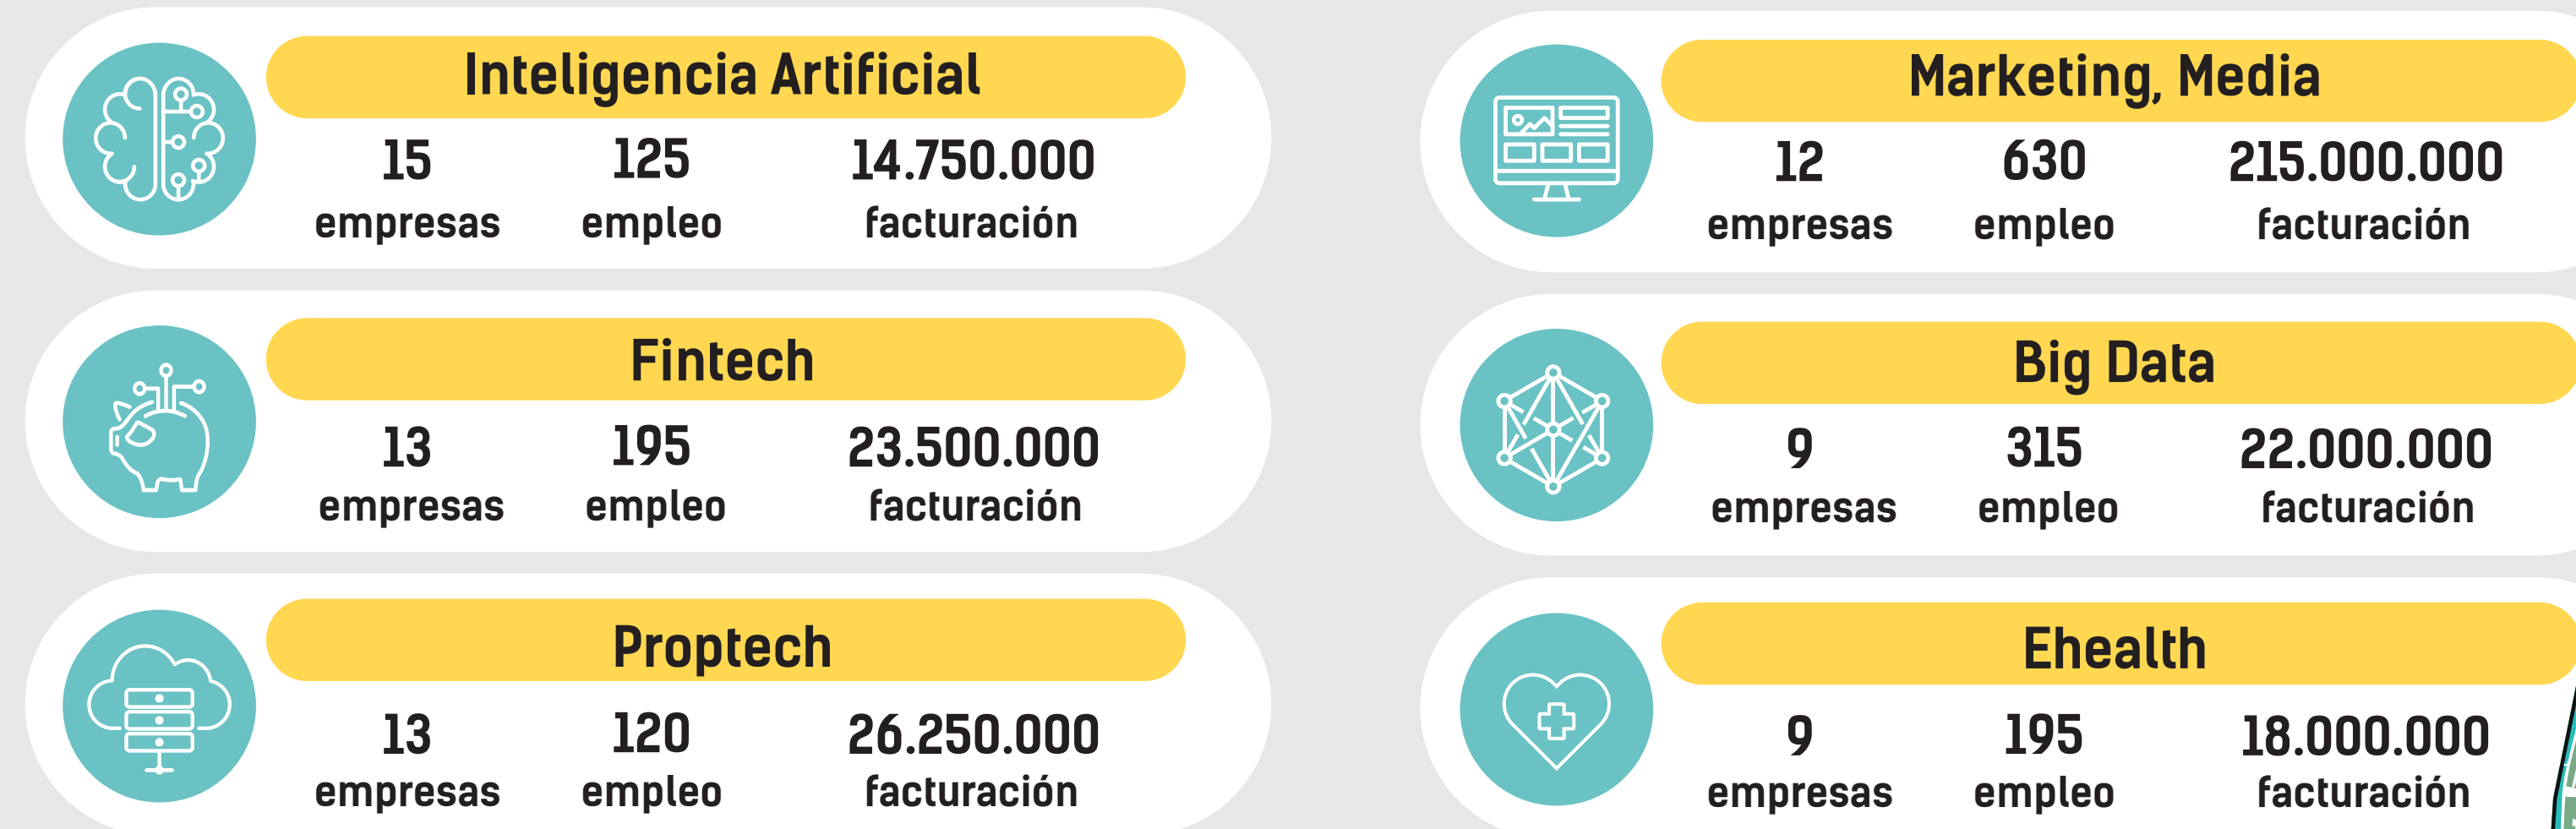 Inteligencia Artificial
15 125 14.750.000
empresas empleo facturación
Fintech
13 195 23.500.000
empresas empleo facturación
Proptech
13 120 26.250.000
empresas empleo facturación
Marketing, Media
12 630 215.000.000
empresas empleo facturación
Big Data
9 315 22.000.000
empresas empleo facturación
Ehealth
9 195 18.000.000
empresas empleo facturación